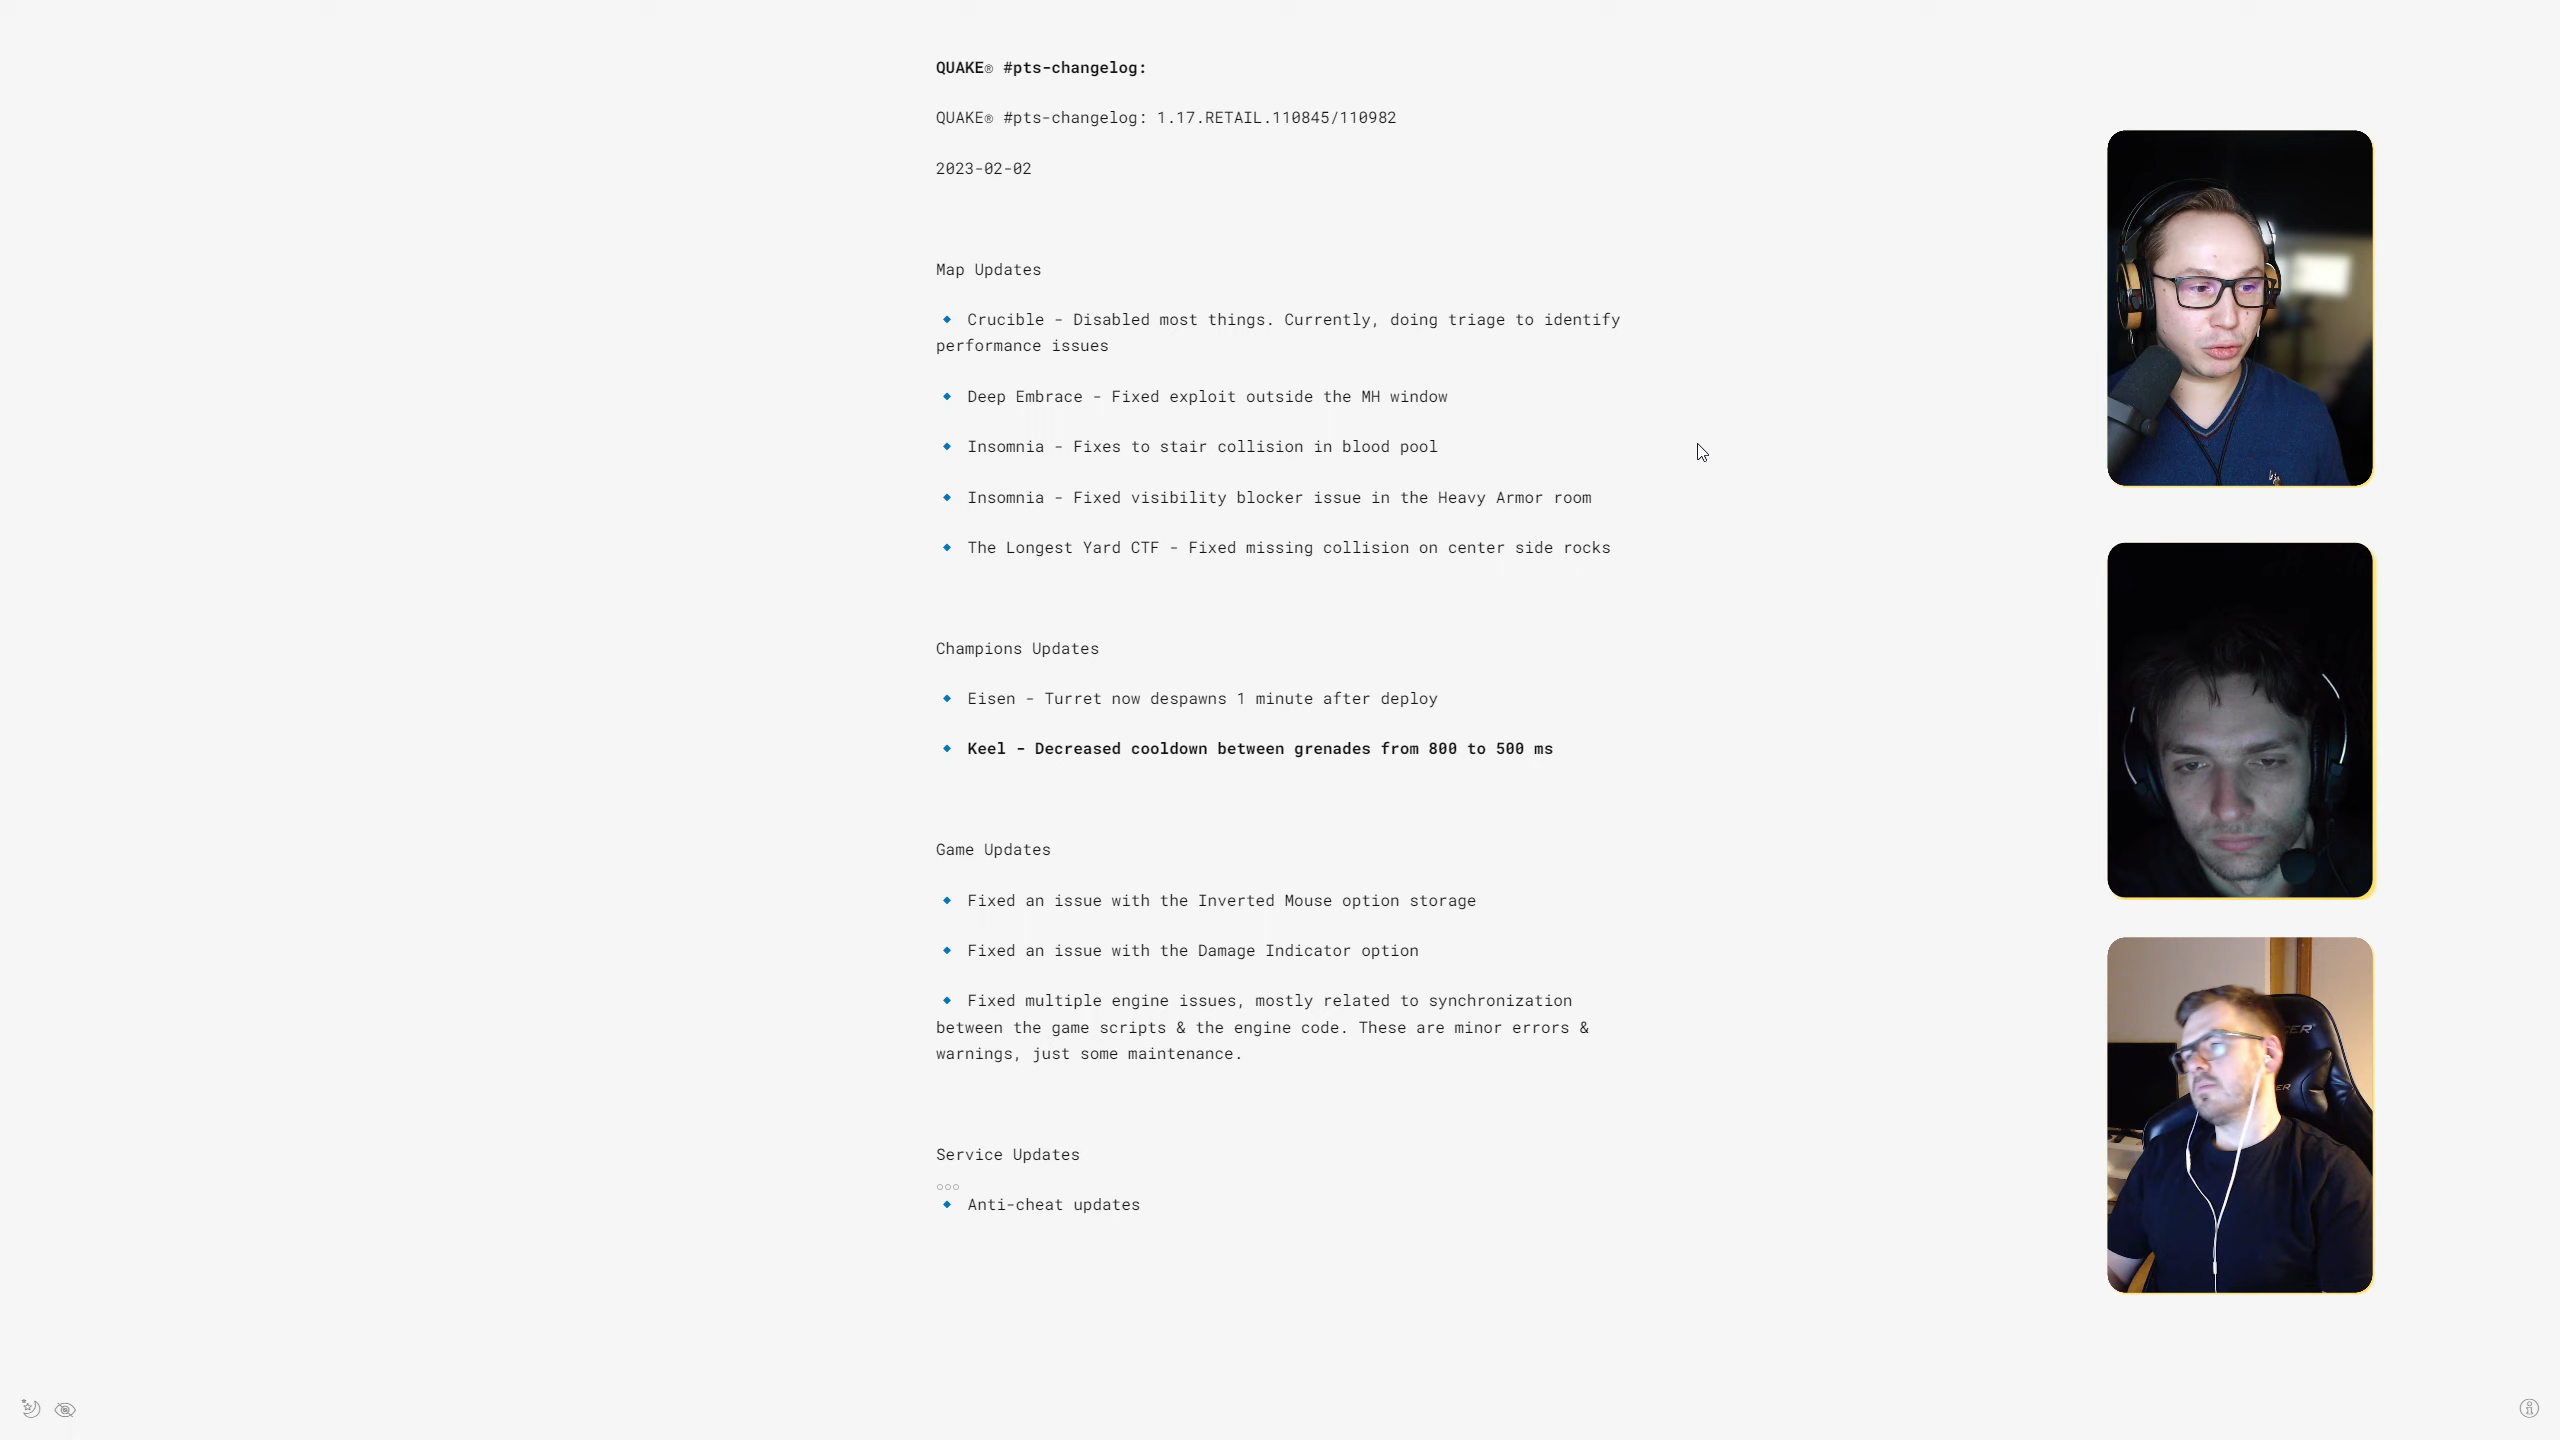 QUAKE® #pts-changelog:
QUAKE® #pts-changelog: 1.17.RETAIL.110845/110982
2023-02-02
Map Updates
🔹 Crucible - Disabled most things. Currently, doing triage to identify
performance issues
🔹 Deep Embrace - Fixed exploit outside the MH window
🔹 Insomnia - Fixes to stair collision in blood pool
🔹 Insomnia - Fixed visibility blocker issue in the Heavy Armor room
🔹 The Longest Yard CTF - Fixed missing collision on center side rocks
Champions Updates
🔹 Eisen - Turret now despawns 1 minute after deploy
🔹 Keel - Decreased cooldown between grenades from 800 to 500 ms
Game Updates
🔹 Fixed an issue with the Inverted Mouse option storage
🔹 Fixed an issue with the Damage Indicator option
🔹 Fixed multiple engine issues, mostly related to synchronization
between the game scripts & the engine code. These are minor errors &
warnings, just some maintenance.
Service Updates
🔹 Anti-cheat updates